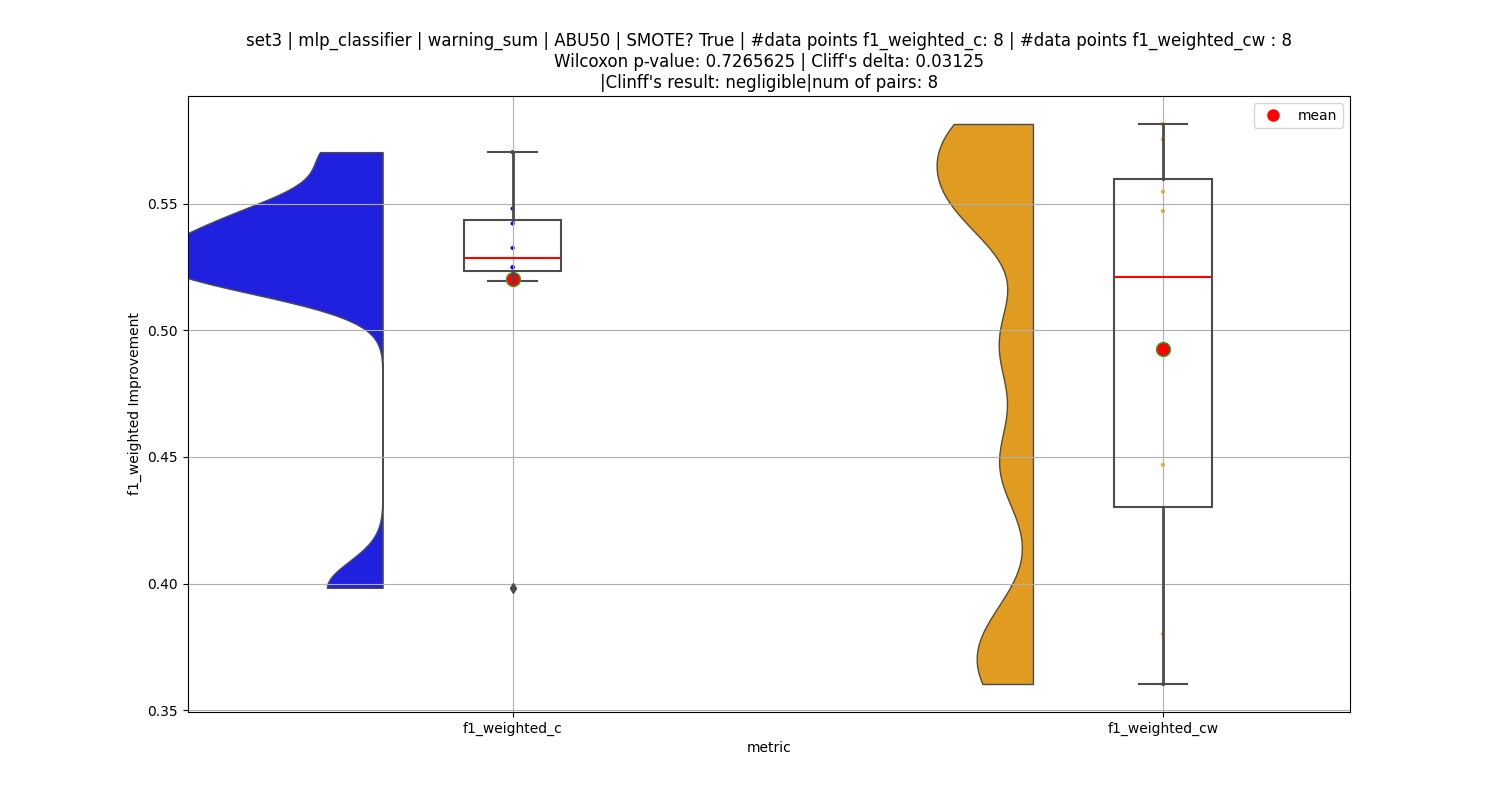 set3 | mlp_classifier | warning_sum | ABU50 | SMOTE? True | #data points f1_weighted_c: 8 | #data points f1_weighted_cw : 8
Wilcoxon p-value: 0.7265625 | Cliff's delta: 0.03125
|Clinff's result: negligible|num of pairs: 8
mean
0.55
0.50
0.45
0.40
0.35
f1_weighted Improvement
f1_weighted_c
f1_weighted_cw
metric